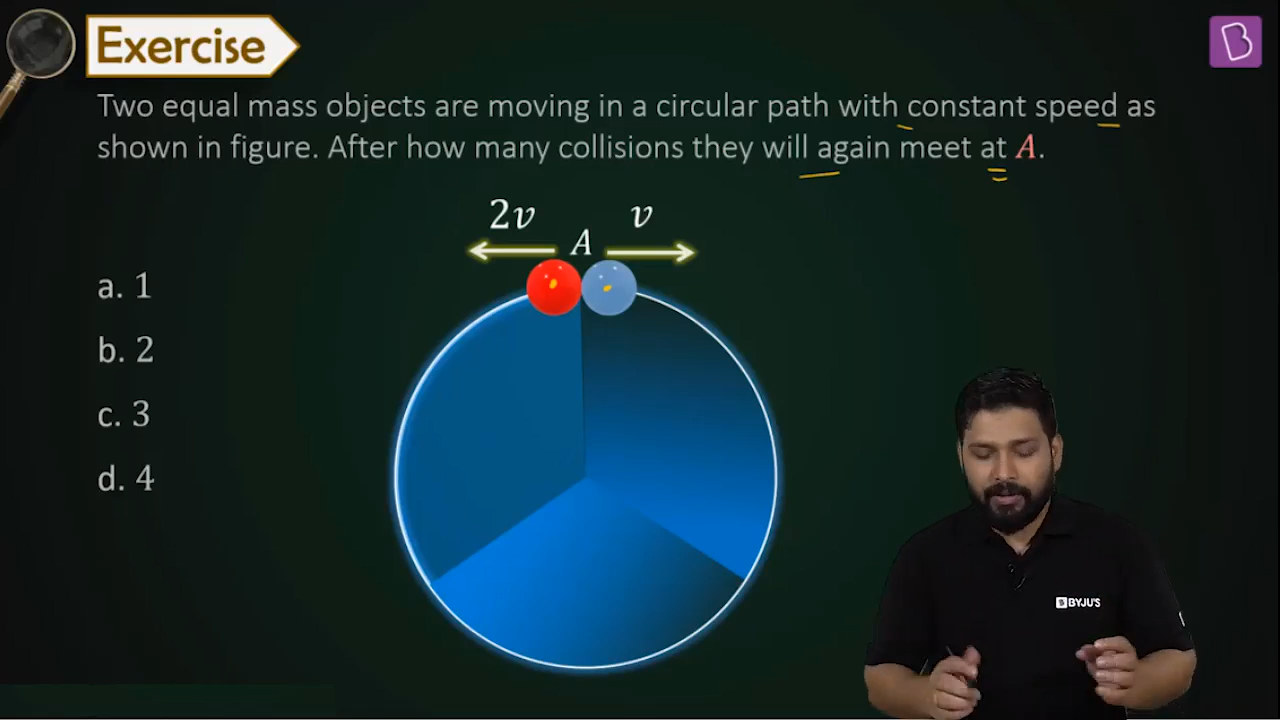 Exercise
Two equal mass objects are moving in a circular path with constant speed as
shown in figure. After how many collisions they will again meet at A.
2v
v
A
a. 1
b. 2
c. 3
d. 4
BYJU'S